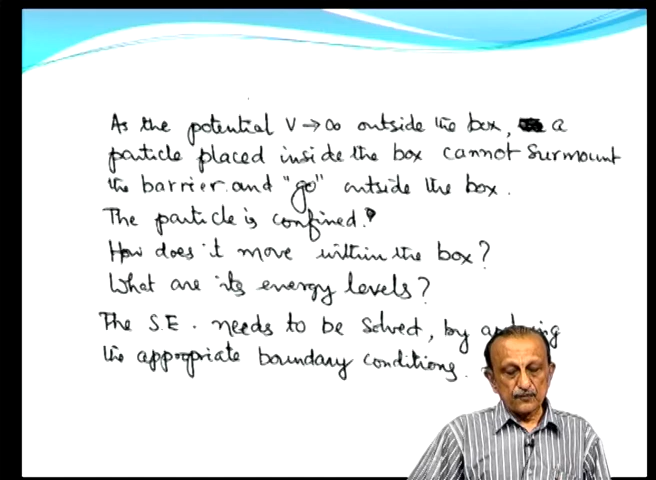 As the potential V → ∞ outside the box, a
particle placed inside the box cannot surmount
the barrier and "go" outside the box.
The particle is confined.
How does it move within the box?
What are its energy levels?
The S.E. needs to be solved, by applying
the appropriate boundary conditions.